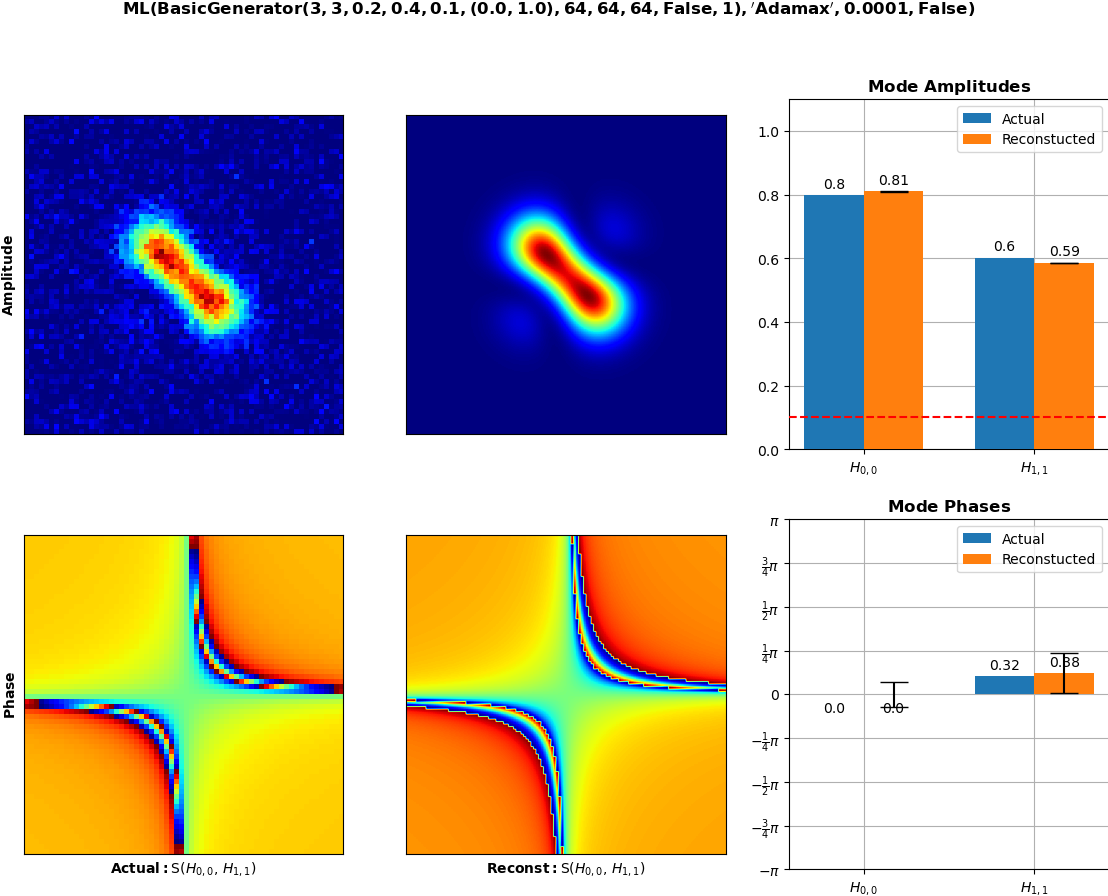 ML(BasicGenerator(3, 3, 0.2, 0.4, 0.1, (0.0, 1.0), 64, 64, 64, False, 1), 'Adamax', 0.0001, False)
Amplitude
Mode Amplitudes
Actual
Reconstucted
1.0
0.8
0.6
0.4
0.2
0.0
0.8
0.81
0.6
0.59
H0,0
H1,1
Phase
Actual: S(H0,0, H1,1)
Reconst: S(H0,0, H1,1)
Mode Phases
Actual
Reconstucted
π
3/4π
1/2π
1/4π
0
−1/4π
−1/2π
−3/4π
−π
0.0
0.0
0.32
0.38
H0,0
H1,1